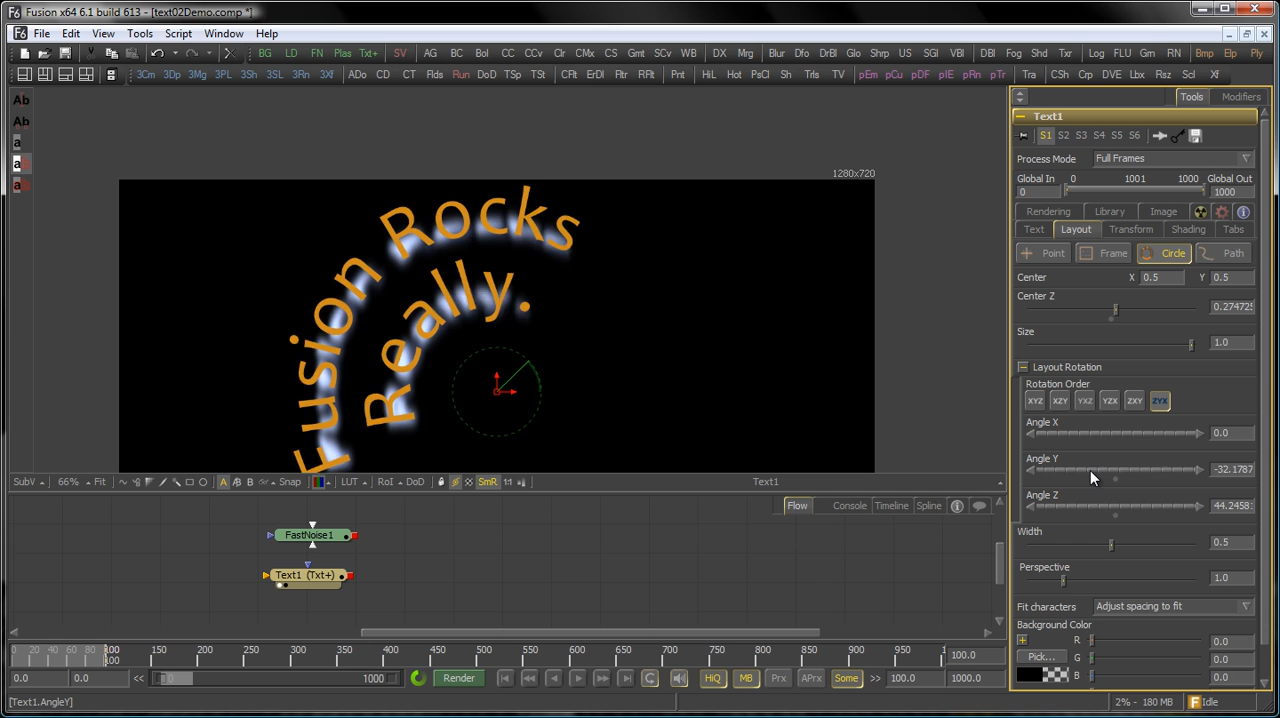 Fusion x64 6.1 build 613 - [text02Demo.comp *]
File Edit View Tools Script Window Help
BG LD FN Plas Txt+ SV AG BC Bol CC CCv Clr CMx CS Gmt SCv WB DX Mrg Blur Dfo DrBl Glo Shrp US SGl VBl DBl Fog Shd Txr Log FLU Grn RN Bmp Elp Ply
3Cm 3Dp 3Mg 3PL 3Sh 3SL 3Rn 3Xf ADo CD CT Flds Run DoD TSp TSt CFlt ErDl Fltr RFlt Pnt HiL Hot PsCl Sh Trls TV pEm pCu pDF pIE pRn pTr Tra CSh Crp DVE Lbx Rsz Scl Xf
Tools Modifiers
Ab
Ab
a
a
a
1280x720
Fusion Rocks
Really.
Text1
S1 S2 S3 S4 S5 S6
Process Mode Full Frames
Global In 0 1001 1000 Global Out
0 1000
Rendering Library Image
Text Layout Transform Shading Tabs
Point Frame Circle Path
Center X 0.5 Y 0.5
Center Z
0.274725
Size
1.0
Layout Rotation
Rotation Order
XYZ XZY YXZ YZX ZXY ZYX
Angle X
0.0
Angle Y
-32.1787
Angle Z
44.2458
Width
0.5
Perspective
1.0
Fit characters Adjust spacing to fit
Background Color
R 0.0
Pick... G 0.0
B 0.0
SubV 66% Fit A B Snap LUT RoI DoD SmR 1:1 Text1
Flow Console Timeline Spline
FastNoise1
Text1 (Txt+)
0 20 40 60 80 100 150 200 250 300 350 400 450 500 550 600 650 700 750 800 850 900 950 1
100 100.0
0.0 0.0 << 0 1000 Render HiQ MB Prx APrx Some >> 100.0 1000.0
[Text1.AngleY] 2% - 180 MB Idle